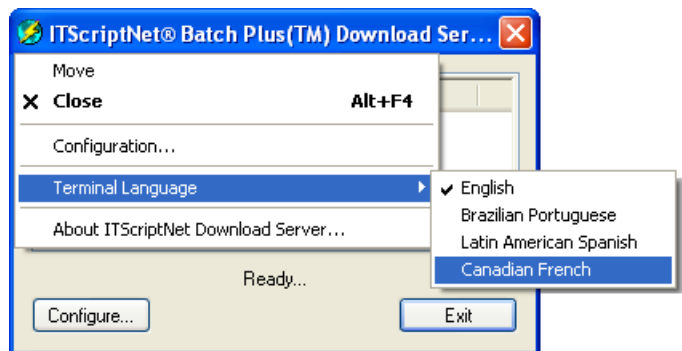 ITScriptNet® Batch Plus(TM) Download Ser...
Move
Close Alt+F4
Configuration...
Terminal Language
English
Brazilian Portuguese
Latin American Spanish
Canadian French
About ITScriptNet Download Server...
Ready...
Configure... Exit